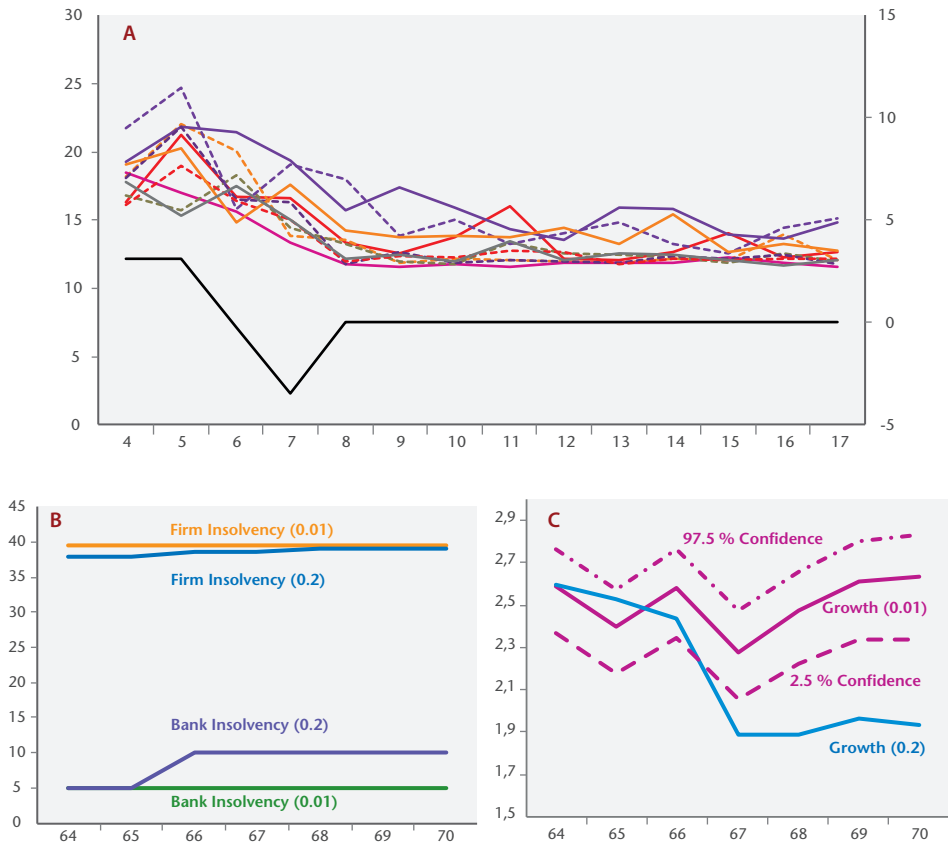 A
30
25
20
15
10
5
0
15
10
5
0
-5
4 5 6 7 8 9 10 11 12 13 14 15 16 17
B
45
40
35
30
25
20
15
10
5
0
Firm Insolvency (0.01)
Firm Insolvency (0.2)
Bank Insolvency (0.2)
Bank Insolvency (0.01)
64 65 66 67 68 69 70
C
2,9
2,7
2,5
2,3
2,1
1,9
1,7
1,5
97.5 % Confidence
Growth (0.01)
2.5 % Confidence
Growth (0.2)
64 65 66 67 68 69 70